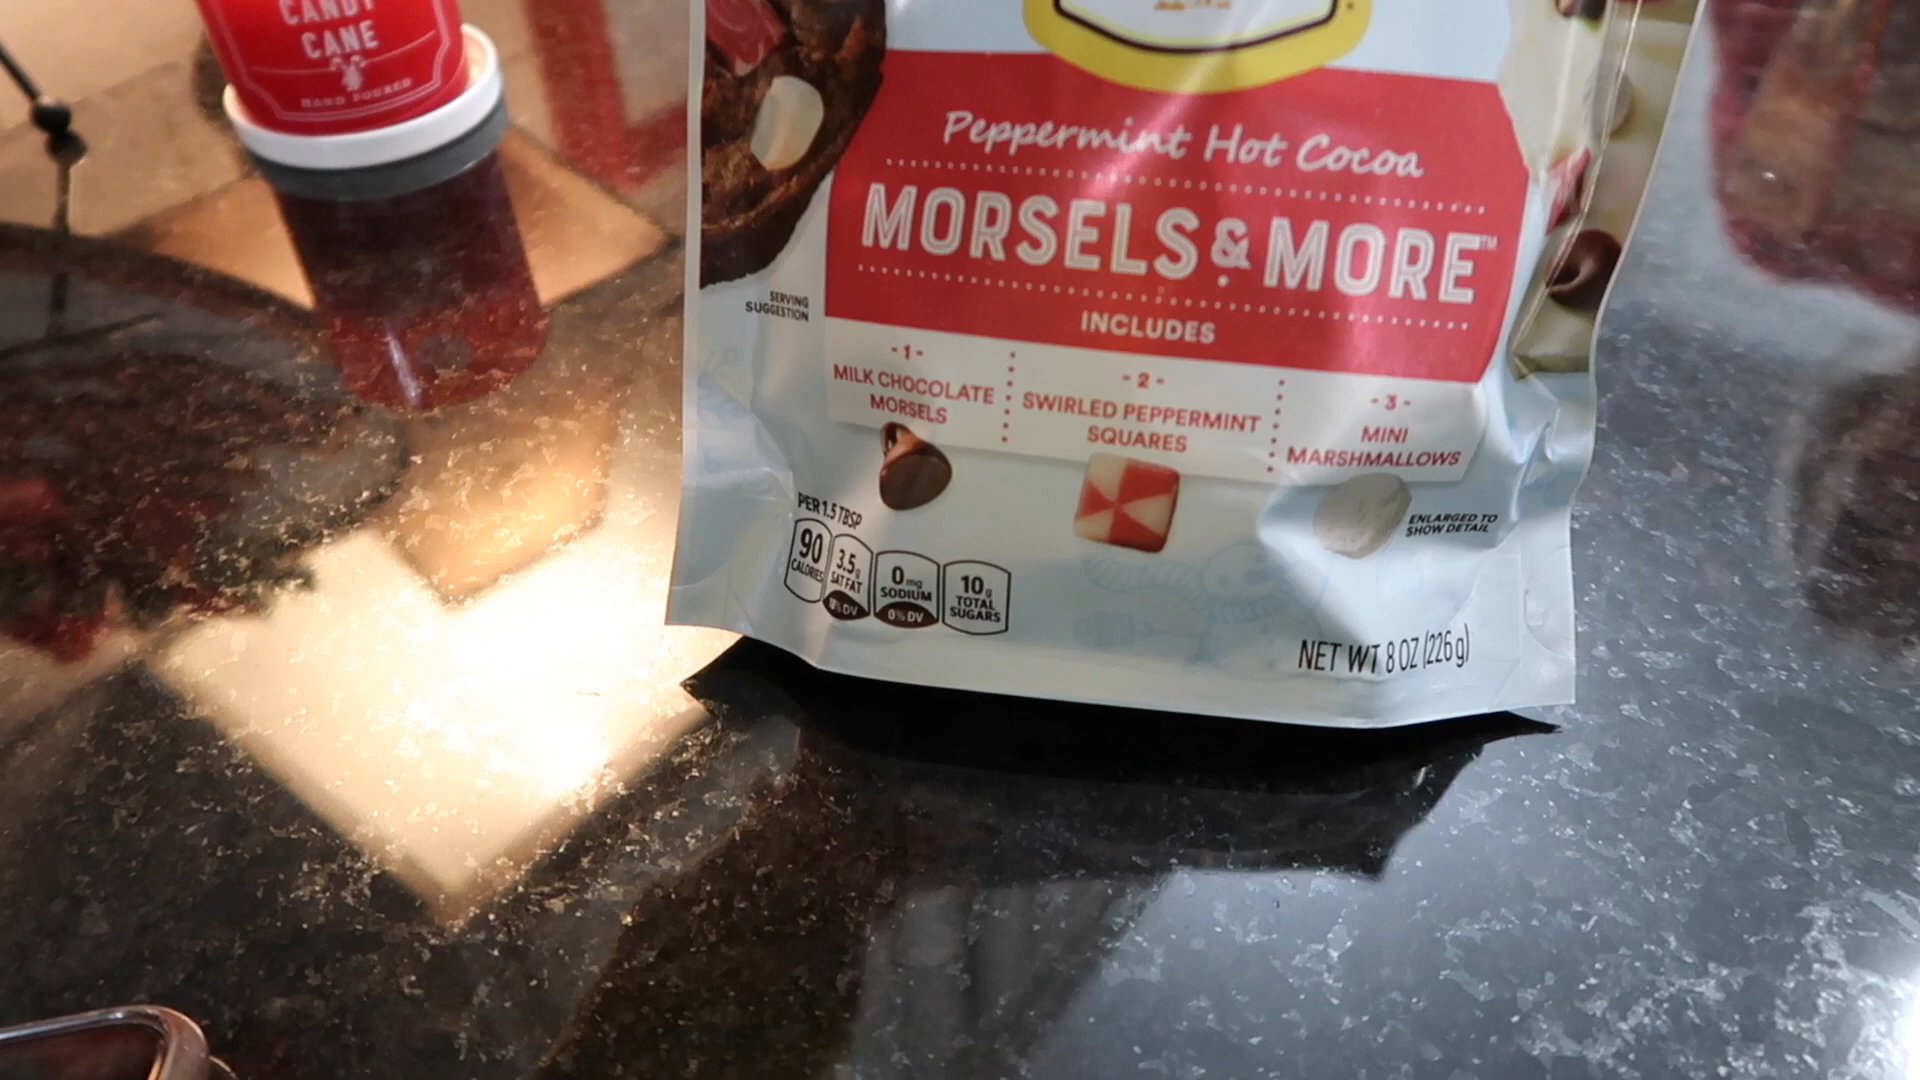 CANDY
CANE
HAND POURED
Peppermint Hot Cocoa
MORSELS & MORE™
INCLUDES
-1-
MILK CHOCOLATE
MORSELS
-2-
SWIRLED PEPPERMINT
SQUARES
-3-
MINI
MARSHMALLOWS
SERVING
SUGGESTION
ENLARGED TO
SHOW DETAIL
PER 1.5 TBSP
90
CALORIES
3.5g
SAT FAT
18% DV
0mg
SODIUM
0% DV
10g
TOTAL
SUGARS
NET WT 8 OZ (226 g)